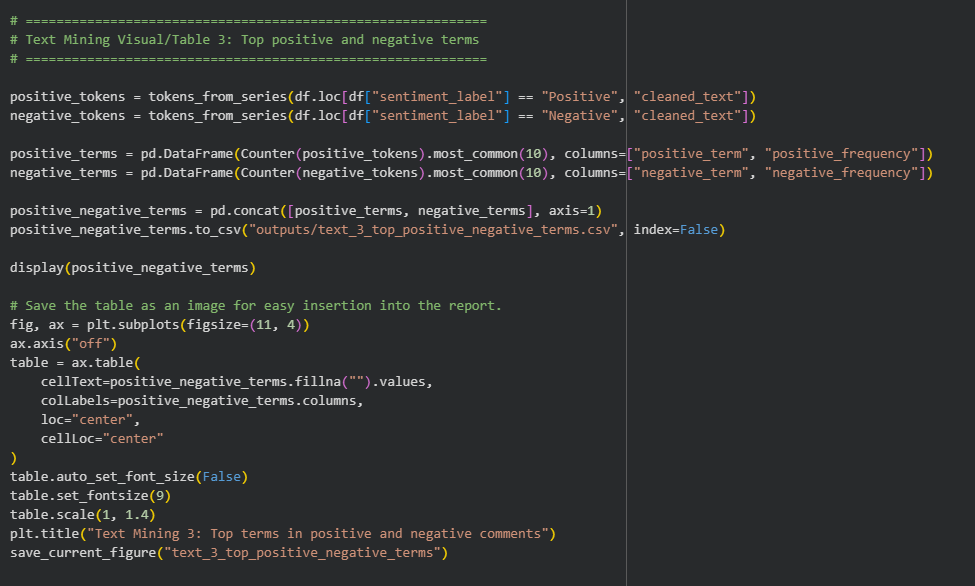 # ============================================================
# Text Mining Visual/Table 3: Top positive and negative terms
# ============================================================
positive_tokens = tokens_from_series(df.loc[df["sentiment_label"] == "Positive", "cleaned_text"])
negative_tokens = tokens_from_series(df.loc[df["sentiment_label"] == "Negative", "cleaned_text"])
positive_terms = pd.DataFrame(Counter(positive_tokens).most_common(10), columns=["positive_term", "positive_frequency"])
negative_terms = pd.DataFrame(Counter(negative_tokens).most_common(10), columns=["negative_term", "negative_frequency"])
positive_negative_terms = pd.concat([positive_terms, negative_terms], axis=1)
positive_negative_terms.to_csv("outputs/text_3_top_positive_negative_terms.csv", index=False)
display(positive_negative_terms)
# Save the table as an image for easy insertion into the report.
fig, ax = plt.subplots(figsize=(11, 4))
ax.axis("off")
table = ax.table(
    cellText=positive_negative_terms.fillna("").values,
    colLabels=positive_negative_terms.columns,
    loc="center",
    cellLoc="center"
)
table.auto_set_font_size(False)
table.set_fontsize(9)
table.scale(1, 1.4)
plt.title("Text Mining 3: Top terms in positive and negative comments")
save_current_figure("text_3_top_positive_negative_terms")